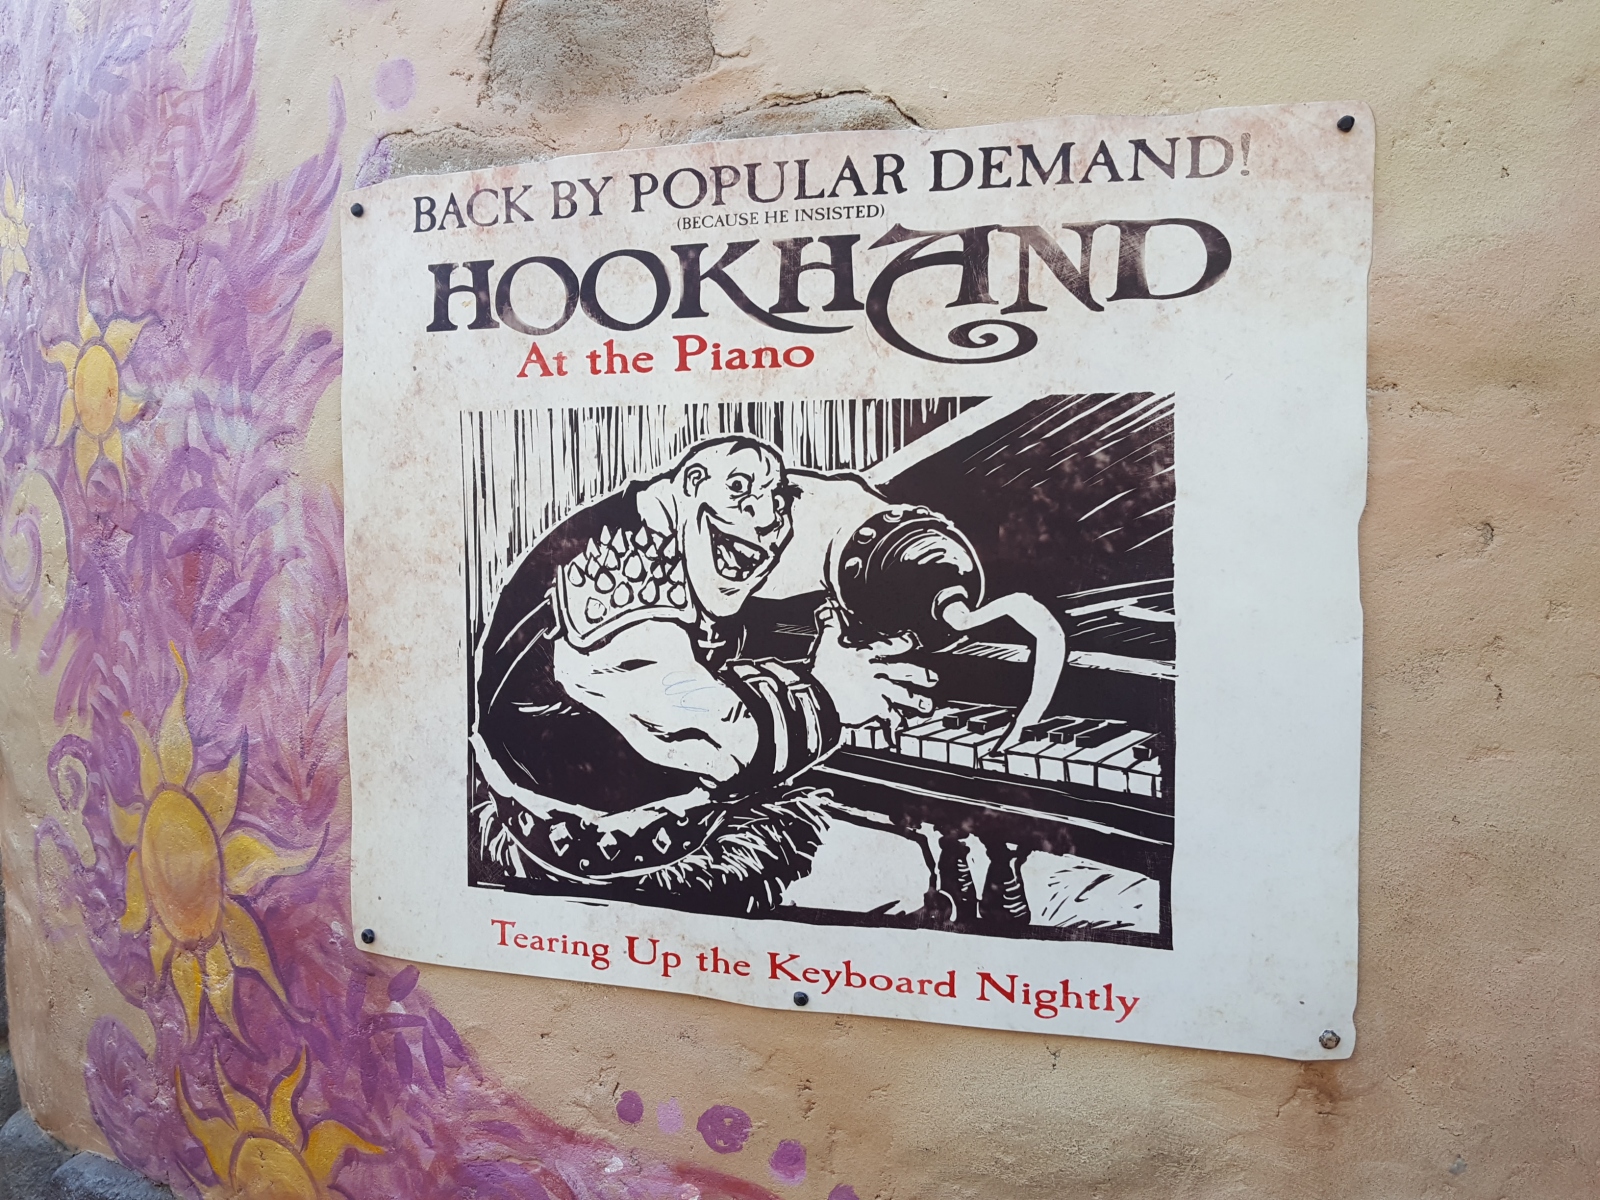 BACK BY POPULAR DEMAND!
(BECAUSE HE INSISTED)
HOOKHAND
At the Piano
Tearing Up the Keyboard Nightly